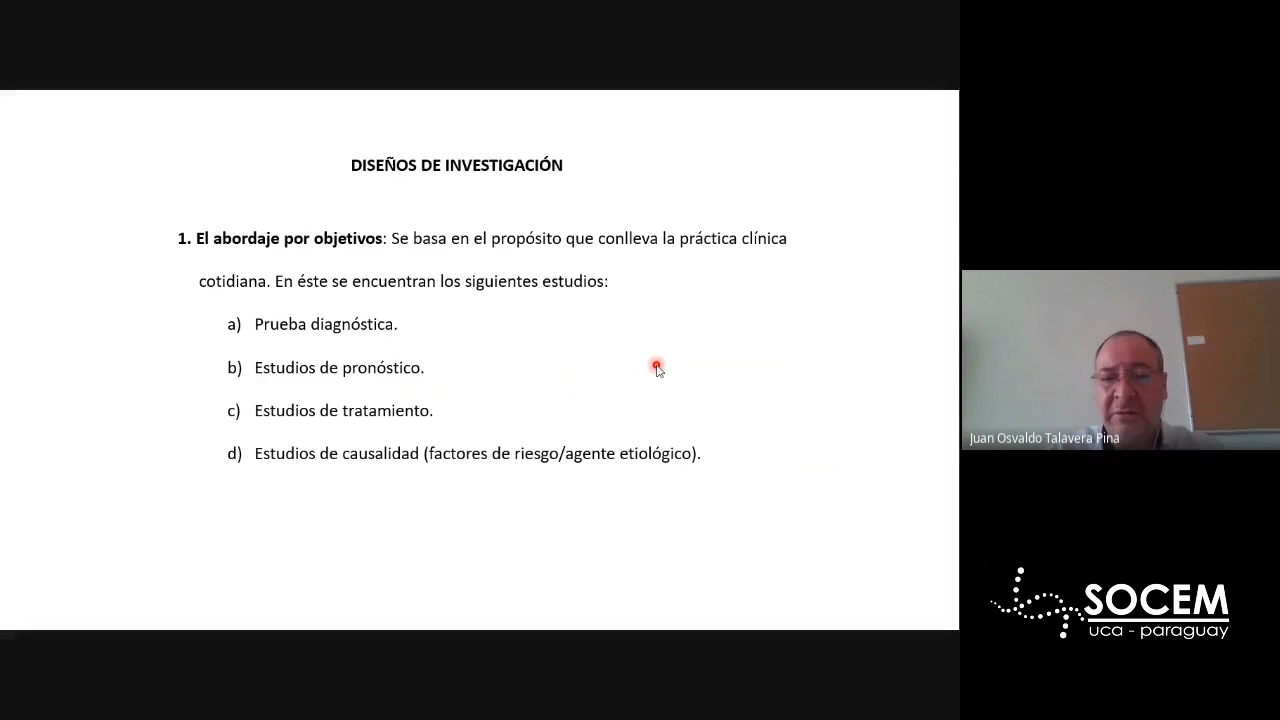 DISEÑOS DE INVESTIGACIÓN
1. El abordaje por objetivos: Se basa en el propósito que conlleva la práctica clínica
cotidiana. En éste se encuentran los siguientes estudios:
a) Prueba diagnóstica.
b) Estudios de pronóstico.
c) Estudios de tratamiento.
d) Estudios de causalidad (factores de riesgo/agente etiológico).
Juan Osvaldo Talavera Pina
SOCEM
uca - paraguay